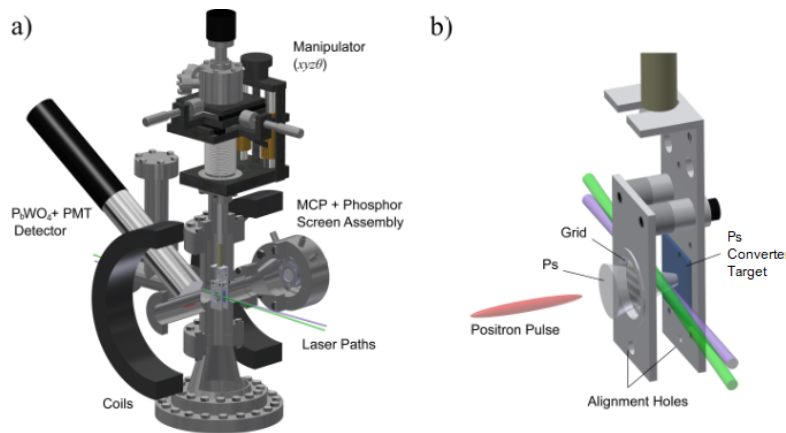 a)
Manipulator
(xyzθ)
PbWO4+ PMT
Detector
MCP + Phosphor
Screen Assembly
Laser Paths
Coils
b)
Grid
Ps
Ps
Converter
Target
Positron Pulse
Alignment Holes